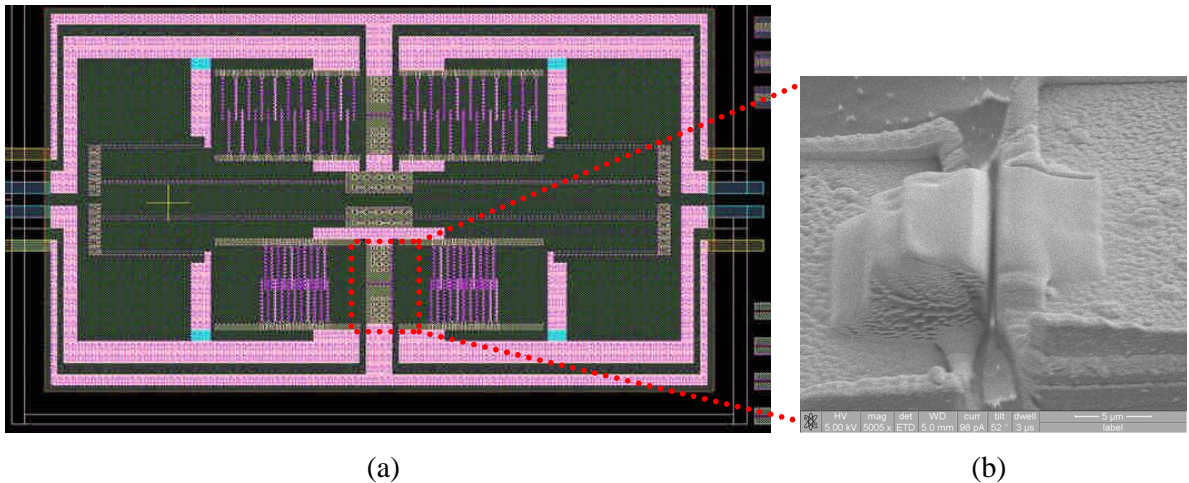 HV mag det WD curr tilt dwell 5 µm
5.00 kV 5005 x ETD 5.0 mm 98 pA 52 ° 3 µs label
(a) (b)